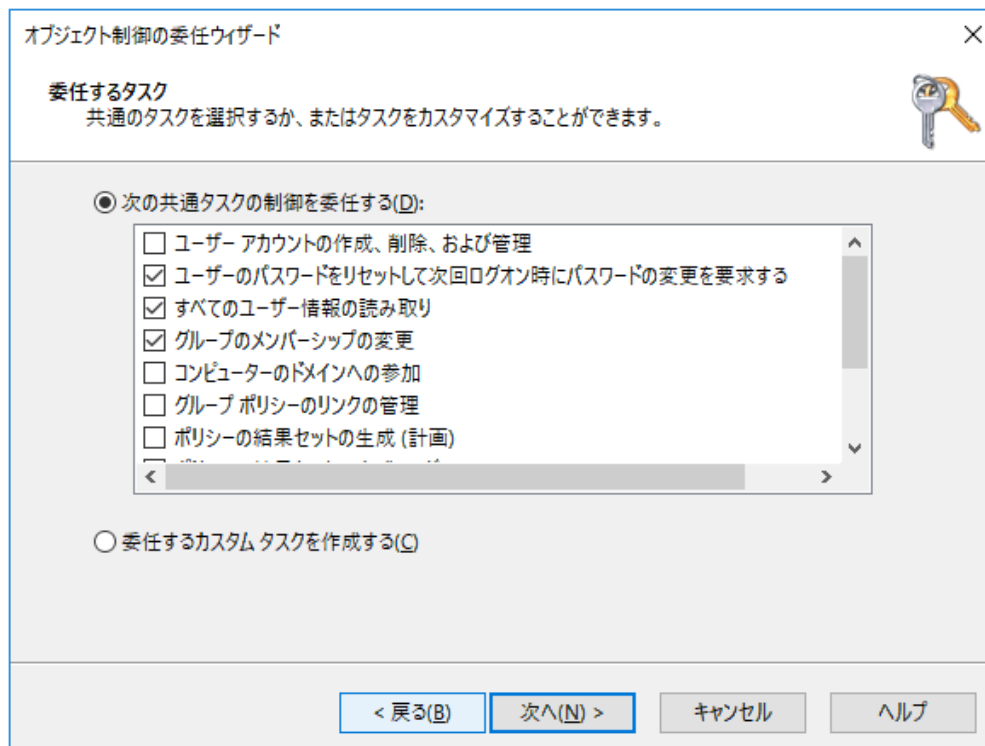 オブジェクト制御の委任ウィザード
委任するタスク
共通のタスクを選択するか、またはタスクをカスタマイズすることができます。
次の共通タスクの制御を委任する(D):
ユーザー アカウントの作成、削除、および管理
ユーザーのパスワードをリセットして次回ログオン時にパスワードの変更を要求する
すべてのユーザー情報の読み取り
グループのメンバーシップの変更
コンピューターのドメインへの参加
グループ ポリシーのリンクの管理
ポリシーの結果セットの生成 (計画)
委任するカスタム タスクを作成する(C)
< 戻る(B) 次へ(N) > キャンセル ヘルプ